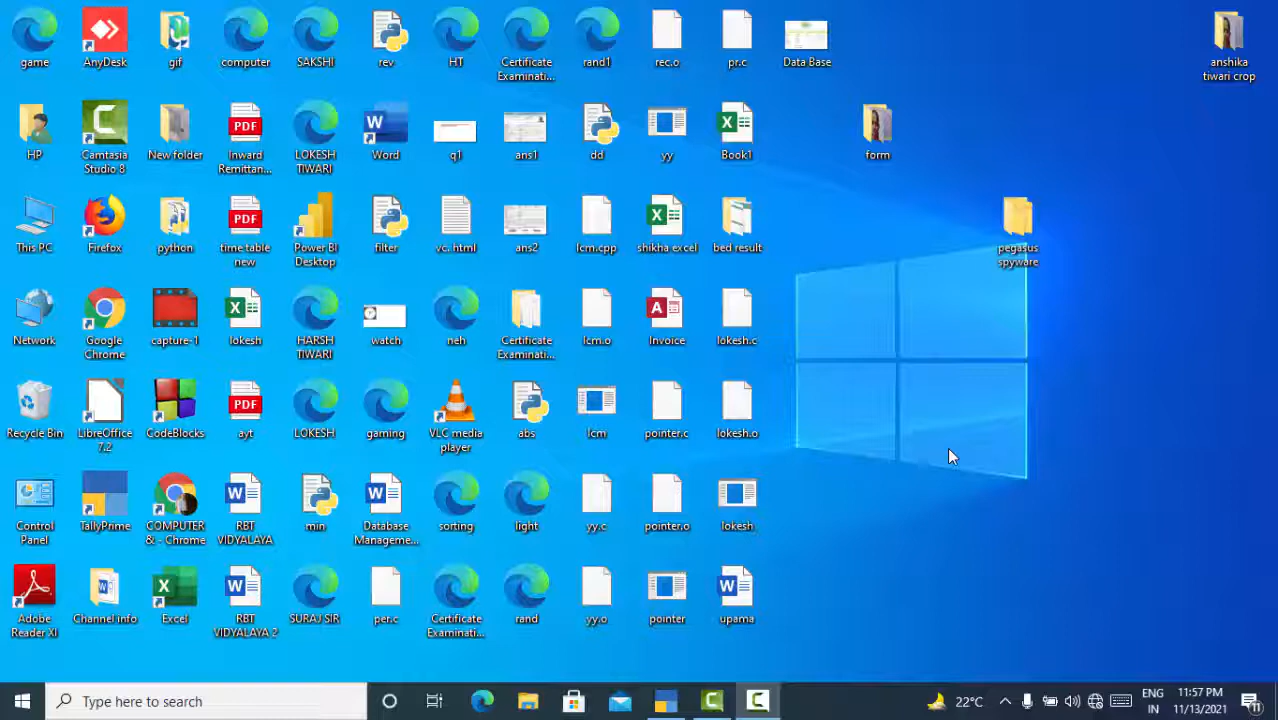 game
AnyDesk
gif
computer
SAKSHI
rev
HT
Certificate
Examinati...
rand1
rec.o
pr.c
Data Base
anshika
tiwari crop
HP
Camtasia
Studio 8
New folder
PDF
Inward
Remittan...
LOKESH
TIWARI
Word
q1
ans1
dd
yy
Book1
form
This PC
Firefox
python
PDF
time table
new
Power BI
Desktop
filter
vc. html
ans2
lcm.cpp
shikha excel
bed result
pegasus
spyware
Network
Google
Chrome
capture-1
lokesh
HARSH
TIWARI
watch
neh
Certificate
Examinati...
lcm.o
Invoice
lokesh.c
Recycle Bin
LibreOffice
7.2
CodeBlocks
PDF
ayt
LOKESH
gaming
VLC media
player
abs
lcm
pointer.c
lokesh.o
Control
Panel
TallyPrime
COMPUTER
&- Chrome
RBT
VIDYALAYA
min
Database
Manageme...
sorting
light
yy.c
pointer.o
lokesh
Adobe
Reader XI
Channel info
Excel
RBT
VIDYALAYA 2
SURAJ SIR
per.c
Certificate
Examinati...
rand
yy.o
pointer
upama
Type here to search
22°C
ENG
IN
11:57 PM
11/13/2021
11